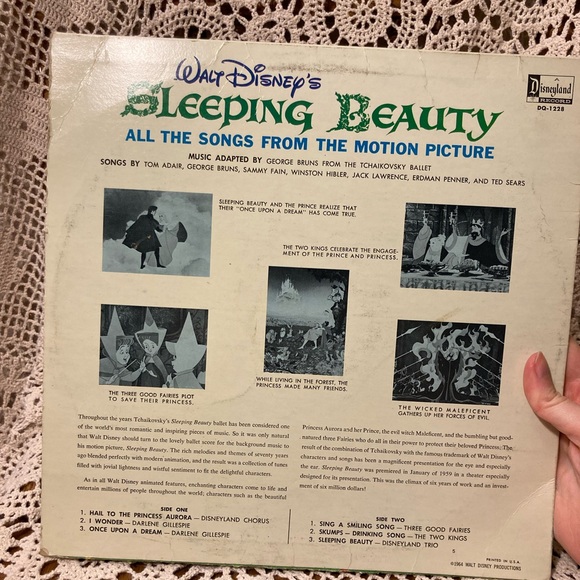 WALT DISNEY'S
SLEEPING BEAUTY
ALL THE SONGS FROM THE MOTION PICTURE
Disneyland
RECORD
DQ-1228
MUSIC ADAPTED BY GEORGE BRUNS FROM THE TCHAIKOVSKY BALLET
SONGS BY TOM ADAIR, GEORGE BRUNS, SAMMY FAIN, WINSTON HIBLER, JACK LAWRENCE, ERDMAN PENNER, AND TED SEARS
SLEEPING BEAUTY AND THE PRINCE REALIZE THAT
THEIR "ONCE UPON A DREAM" HAS COME TRUE.
THE TWO KINGS CELEBRATE THE ENGAGE-
MENT OF THE PRINCE AND PRINCESS.
THE THREE GOOD FAIRIES PLOT
TO SAVE THEIR PRINCESS.
WHILE LIVING IN THE FOREST, THE
PRINCESS MADE MANY FRIENDS.
THE WICKED MALEFICENT
GATHERS UP HER FORCES OF EVIL.
Throughout the years Tchaikovsky's Sleeping Beauty ballet has been considered one
of the world's most romantic and inspiring pieces of music. So it was only natural
that Walt Disney should turn to the lovely ballet score for the background music to
his motion picture, Sleeping Beauty. The rich melodies and themes of seventy years
ago blended perfectly with modern animation, and the result was a collection of tunes
filled with jovial lightness and wistful sentiment to fit the delightful characters.
As in all Walt Disney animated features, enchanting characters come to life and
entertain millions of people throughout the world; characters such as the beautiful
Princess Aurora and her Prince, the evil witch Maleficent, and the bumbling but good-
natured three Fairies who do all in their power to protect their beloved Princess. The
result of the combination of Tchaikovsky with the famous trademark of Walt Disney's
characters and songs has been a magnificent presentation for the eye and especially
the ear. Sleeping Beauty was premiered in January of 1959 in a theater especially
designed for its presentation. This was the climax of six years of work and an invest-
ment of six million dollars!
SIDE ONE
1. HAIL TO THE PRINCESS AURORA — DISNEYLAND CHORUS
2. I WONDER — DARLENE GILLESPIE
3. ONCE UPON A DREAM — DARLENE GILLESPIE
SIDE TWO
1. SING A SMILING SONG — THREE GOOD FAIRIES
2. SKUMPS - DRINKING SONG — THE TWO KINGS
3. SLEEPING BEAUTY — DISNEYLAND TRIO
5
PRINTED IN U.S.A.
©1964 WALT DISNEY PRODUCTIONS